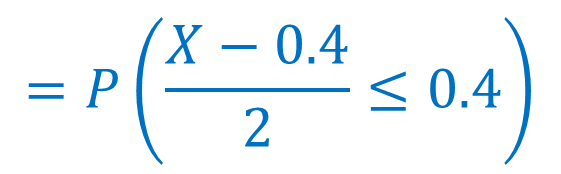 = P((X − 0.4)/2 ≤ 0.4)